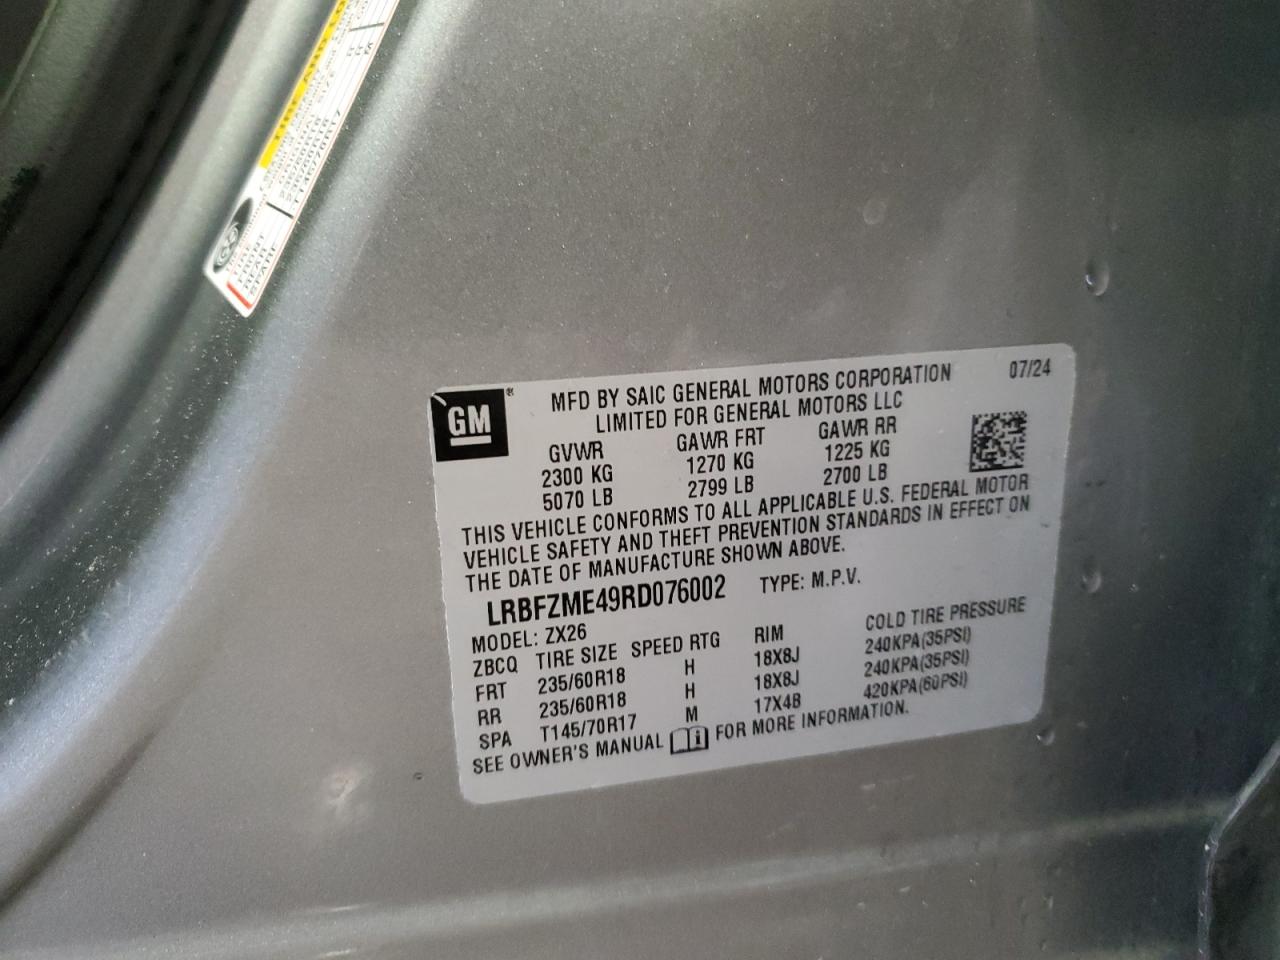 TIRE AND LO
GM ®
MFD BY SAIC GENERAL MOTORS CORPORATION 07/24
LIMITED FOR GENERAL MOTORS LLC
GVWR GAWR FRT GAWR RR
2300 KG 1270 KG 1225 KG
5070 LB 2799 LB 2700 LB
THIS VEHICLE CONFORMS TO ALL APPLICABLE U.S. FEDERAL MOTOR
VEHICLE SAFETY AND THEFT PREVENTION STANDARDS IN EFFECT ON
THE DATE OF MANUFACTURE SHOWN ABOVE.
LRBFZME49RD076002 TYPE: M.P.V.
MODEL: ZX26
ZBCQ TIRE SIZE SPEED RTG RIM COLD TIRE PRESSURE
FRT 235/60R18 H 18X8J 240KPA(35PSI)
RR 235/60R18 H 18X8J 240KPA(35PSI)
SPA T145/70R17 M 17X4B 420KPA(60PSI)
SEE OWNER'S MANUAL FOR MORE INFORMATION.